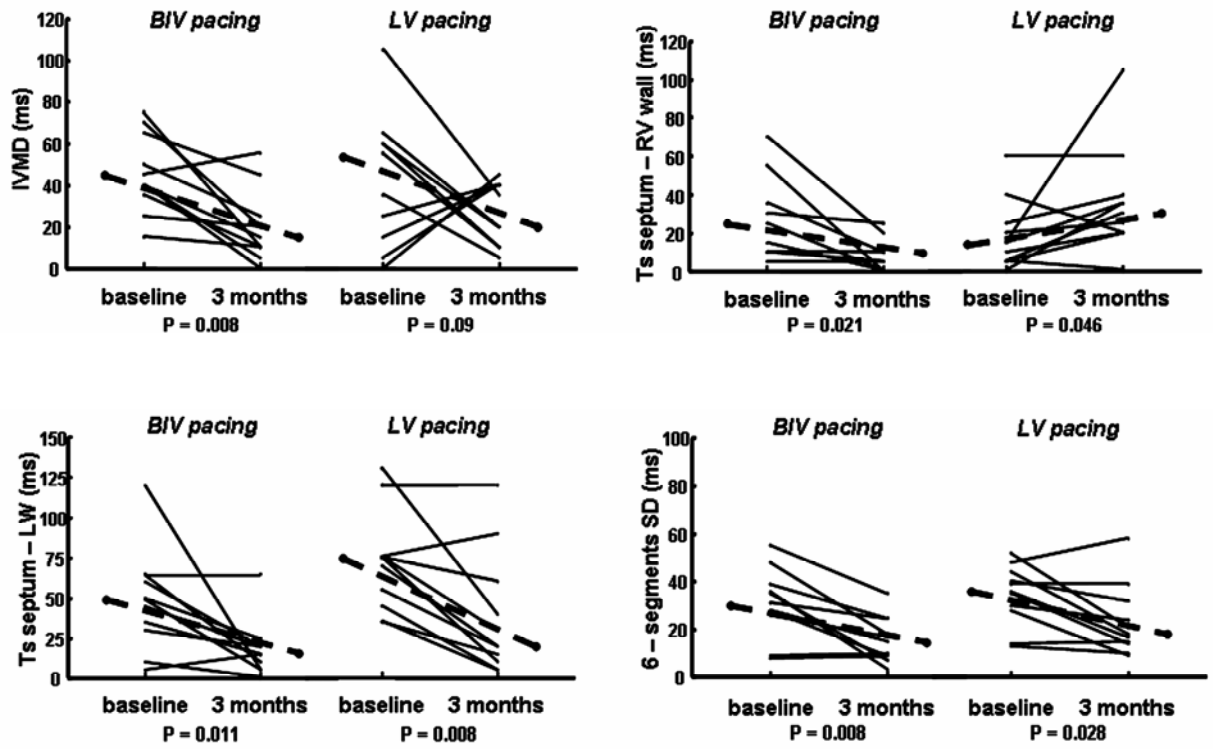 BIV pacing LV pacing
IVMD (ms)
120
100
80
60
40
20
0
baseline 3 months baseline 3 months
P = 0.008 P = 0.09
BIV pacing LV pacing
Ts septum – RV wall (ms)
120
100
80
60
40
20
0
baseline 3 months baseline 3 months
P = 0.021 P = 0.046
BIV pacing LV pacing
Ts septum – LW (ms)
150
125
100
75
50
25
0
baseline 3 months baseline 3 months
P = 0.011 P = 0.008
BIV pacing LV pacing
6 – segments SD (ms)
100
80
60
40
20
0
baseline 3 months baseline 3 months
P = 0.008 P = 0.028